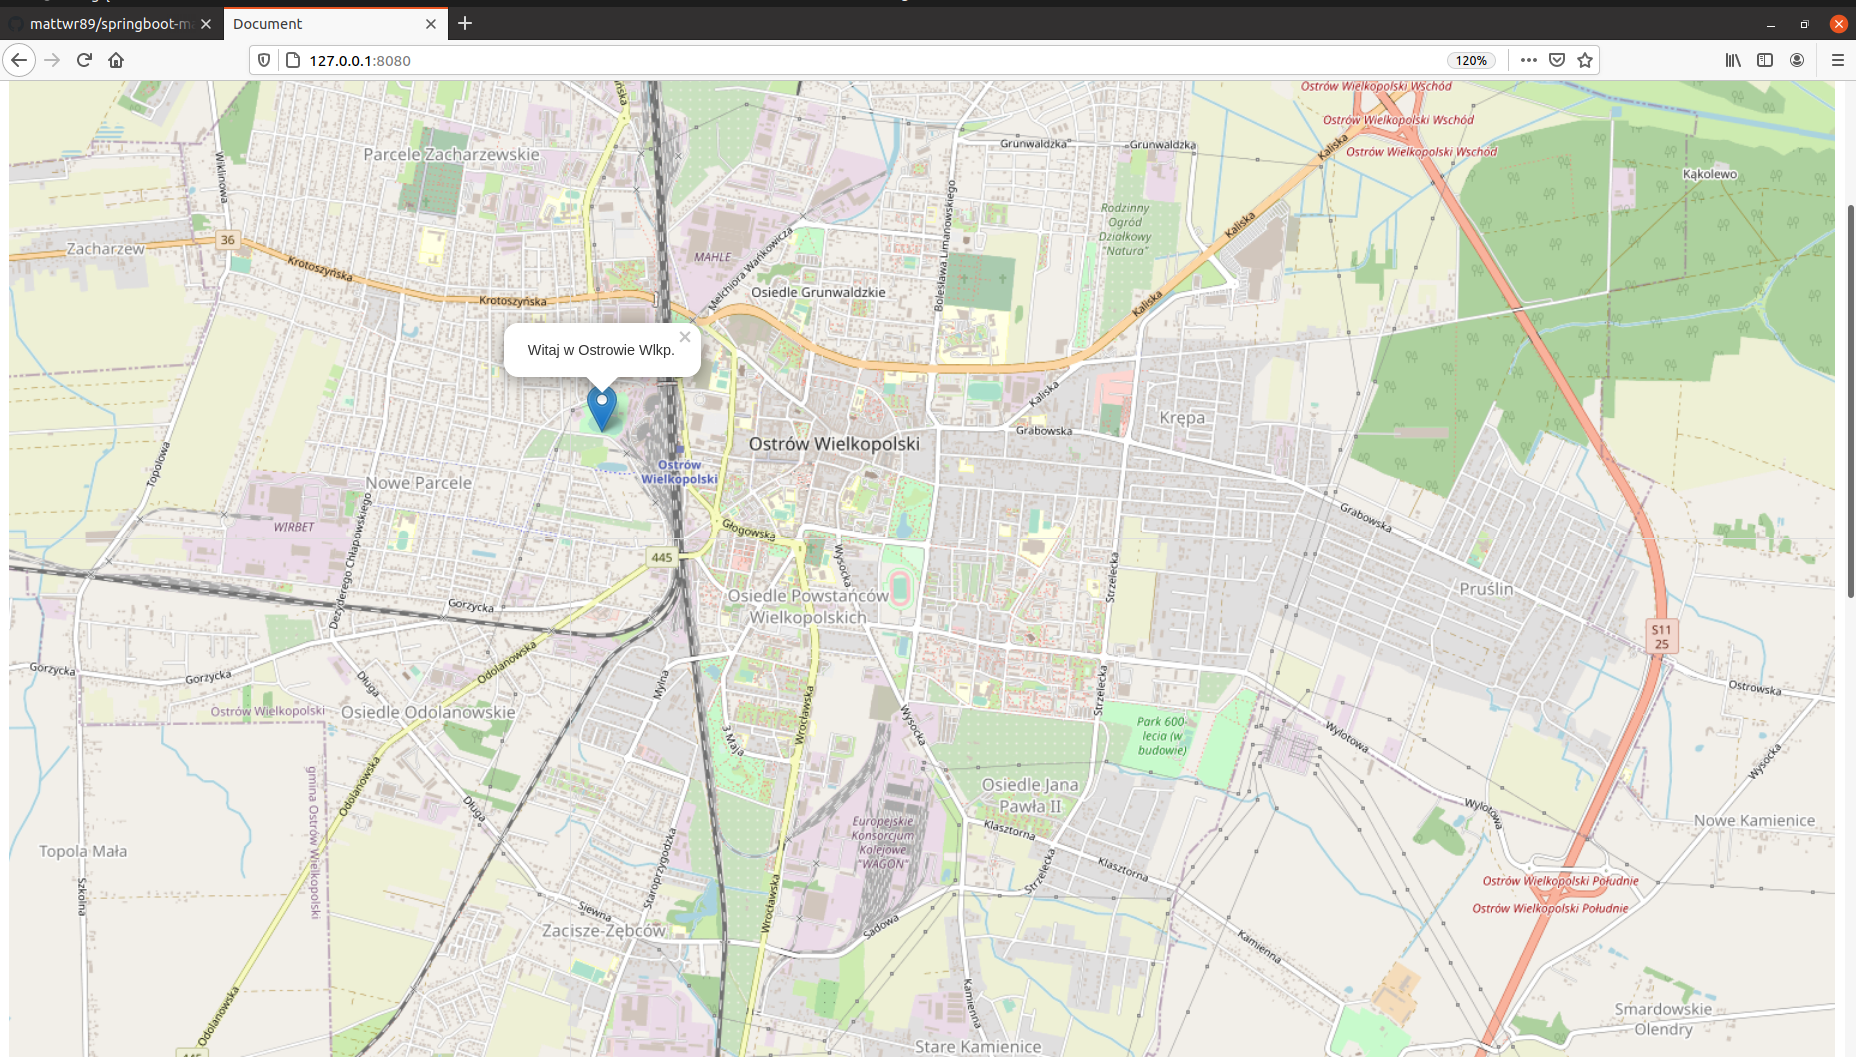 mattwr89/springboot-m
Document
127.0.0.1:8080
120%
Ostrów Wielkopolski Wschód
Ostrów Wielkopolski Wschód
Ostrów Wielkopolski Wschód
Grunwaldzka
Grunwaldzka
Kaliska
Parcele Zacharzewskie
Wiklinowa
Kąkolewo
Bolesława Limanowskiego
Rodzinny
Ogród
Działkowy
"Natura"
Kaliska
36
Zacharzew
MAHLE
Melchiora Wańkowicza
Krotoszyńska
Krotoszyńska
Osiedle Grunwaldzkie
Kaliska
Witaj w Ostrowie Wlkp.
×
Kaliska
Krępa
Grabowska
Ostrów Wielkopolski
Topolowa
Ostrów
Wielkopolski
Nowe Parcele
WIRBET
Dezyderego Chłapowskiego
Głogowska
Grabowska
445
Wysocka
Strzelecka
Pruślin
Osiedle Powstańców
Wielkopolskich
Gorzycka
S11
25
Gorzycka
Gorzycka
Odolanowska
Długa
Mylna
Strzelecka
Ostrowska
Ostrów Wielkopolski
Osiedle Odolanowskie
Wrocławska
Wysocka
3 Maja
Park 600
lecia (w
budowie)
Wylotowa
Wysocka
gmina Ostrów Wielkopolski
Odolanowska
Długa
Osiedle Jana
Pawła II
Wylotowa
Nowe Kamienice
Europejskie
Konsorcjum
Kolejowe
"WAGON"
Klasztorna
Klasztorna
Strzelecka
Topola Mała
Szkolna
Staroprzygodzka
Wrocławska
Siewna
Sadowa
Zacisze-Zębców
Ostrów Wielkopolski Południe
Ostrów Wielkopolski Południe
Kamienna
Kamienna
Odolanowska
Smardowskie
Olendry
Stare Kamienice